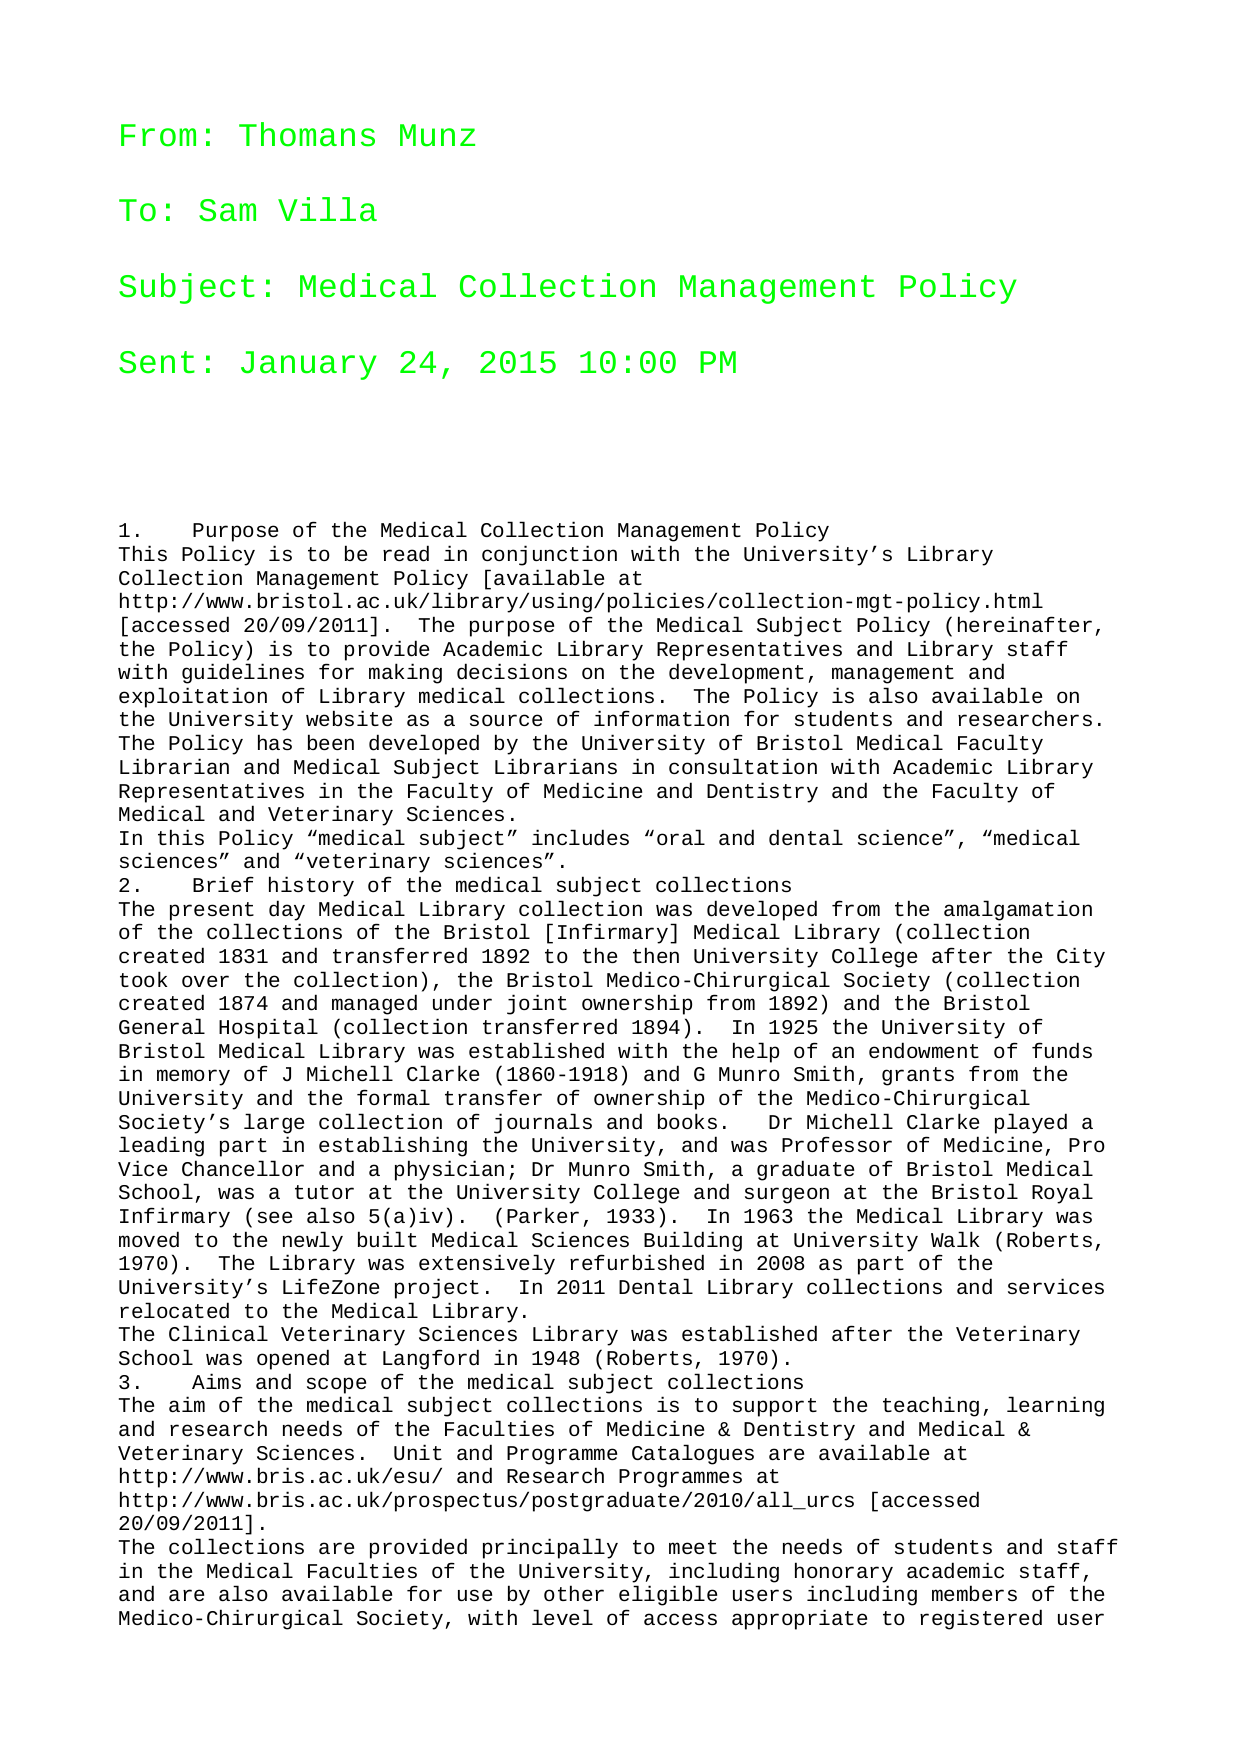 From: Thomans Munz
To: Sam Villa
Subject: Medical Collection Management Policy
Sent: January 24, 2015 10:00 PM
1.    Purpose of the Medical Collection Management Policy
This Policy is to be read in conjunction with the University’s Library
Collection Management Policy [available at
http://www.bristol.ac.uk/library/using/policies/collection-mgt-policy.html
[accessed 20/09/2011].  The purpose of the Medical Subject Policy (hereinafter,
the Policy) is to provide Academic Library Representatives and Library staff
with guidelines for making decisions on the development, management and
exploitation of Library medical collections.  The Policy is also available on
the University website as a source of information for students and researchers.
The Policy has been developed by the University of Bristol Medical Faculty
Librarian and Medical Subject Librarians in consultation with Academic Library
Representatives in the Faculty of Medicine and Dentistry and the Faculty of
Medical and Veterinary Sciences.
In this Policy “medical subject” includes “oral and dental science”, “medical
sciences” and “veterinary sciences”.
2.    Brief history of the medical subject collections
The present day Medical Library collection was developed from the amalgamation
of the collections of the Bristol [Infirmary] Medical Library (collection
created 1831 and transferred 1892 to the then University College after the City
took over the collection), the Bristol Medico-Chirurgical Society (collection
created 1874 and managed under joint ownership from 1892) and the Bristol
General Hospital (collection transferred 1894).  In 1925 the University of
Bristol Medical Library was established with the help of an endowment of funds
in memory of J Michell Clarke (1860-1918) and G Munro Smith, grants from the
University and the formal transfer of ownership of the Medico-Chirurgical
Society’s large collection of journals and books.   Dr Michell Clarke played a
leading part in establishing the University, and was Professor of Medicine, Pro
Vice Chancellor and a physician; Dr Munro Smith, a graduate of Bristol Medical
School, was a tutor at the University College and surgeon at the Bristol Royal
Infirmary (see also 5(a)iv).  (Parker, 1933).  In 1963 the Medical Library was
moved to the newly built Medical Sciences Building at University Walk (Roberts,
1970).  The Library was extensively refurbished in 2008 as part of the
University’s LifeZone project.  In 2011 Dental Library collections and services
relocated to the Medical Library.
The Clinical Veterinary Sciences Library was established after the Veterinary
School was opened at Langford in 1948 (Roberts, 1970).
3.    Aims and scope of the medical subject collections
The aim of the medical subject collections is to support the teaching, learning
and research needs of the Faculties of Medicine & Dentistry and Medical &
Veterinary Sciences.  Unit and Programme Catalogues are available at
http://www.bris.ac.uk/esu/ and Research Programmes at
http://www.bris.ac.uk/prospectus/postgraduate/2010/all_urcs [accessed
20/09/2011].
The collections are provided principally to meet the needs of students and staff
in the Medical Faculties of the University, including honorary academic staff,
and are also available for use by other eligible users including members of the
Medico-Chirurgical Society, with level of access appropriate to registered user